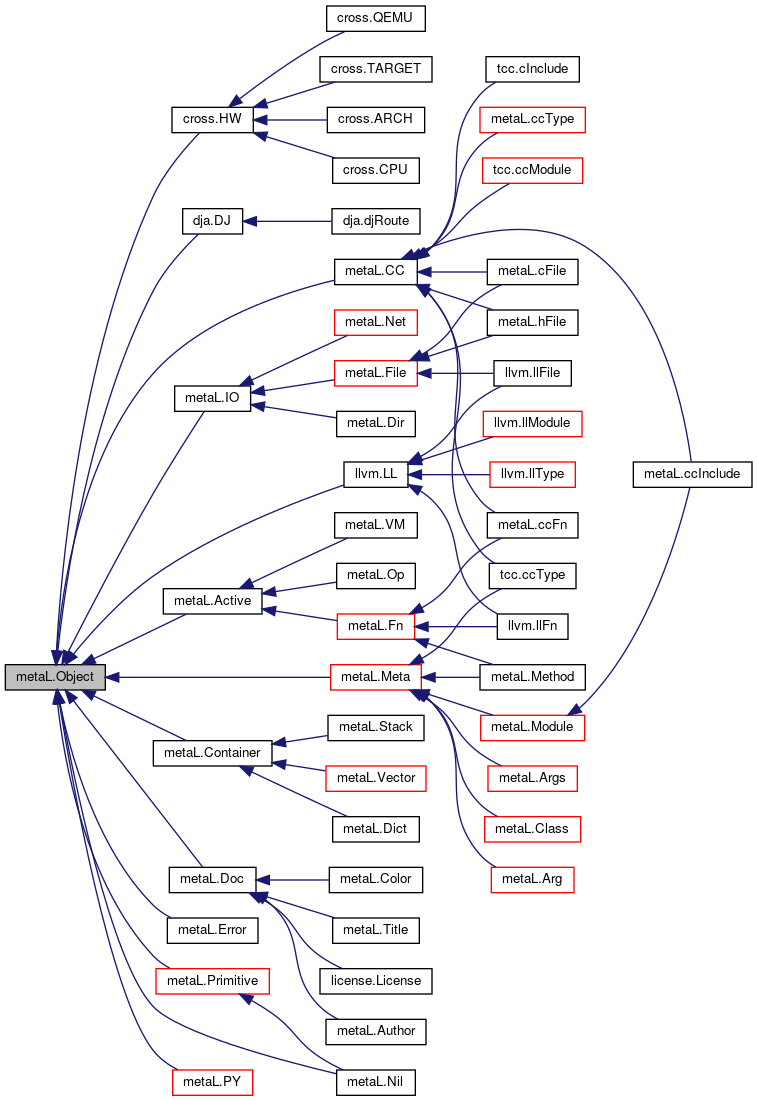 cross.QEMU
cross.TARGET
tcc.cInclude
cross.HW
cross.ARCH
metaL.ccType
cross.CPU
tcc.ccModule
dja.DJ
dja.djRoute
metaL.CC
metaL.cFile
metaL.Net
metaL.hFile
metaL.File
llvm.llFile
metaL.IO
metaL.Dir
llvm.llModule
llvm.LL
llvm.llType
metaL.ccInclude
metaL.VM
metaL.ccFn
metaL.Op
tcc.ccType
metaL.Active
metaL.Fn
llvm.llFn
metaL.Object
metaL.Meta
metaL.Method
metaL.Stack
metaL.Module
metaL.Container
metaL.Vector
metaL.Args
metaL.Dict
metaL.Class
metaL.Doc
metaL.Color
metaL.Arg
metaL.Error
metaL.Title
metaL.Primitive
license.License
metaL.Author
metaL.PY
metaL.Nil